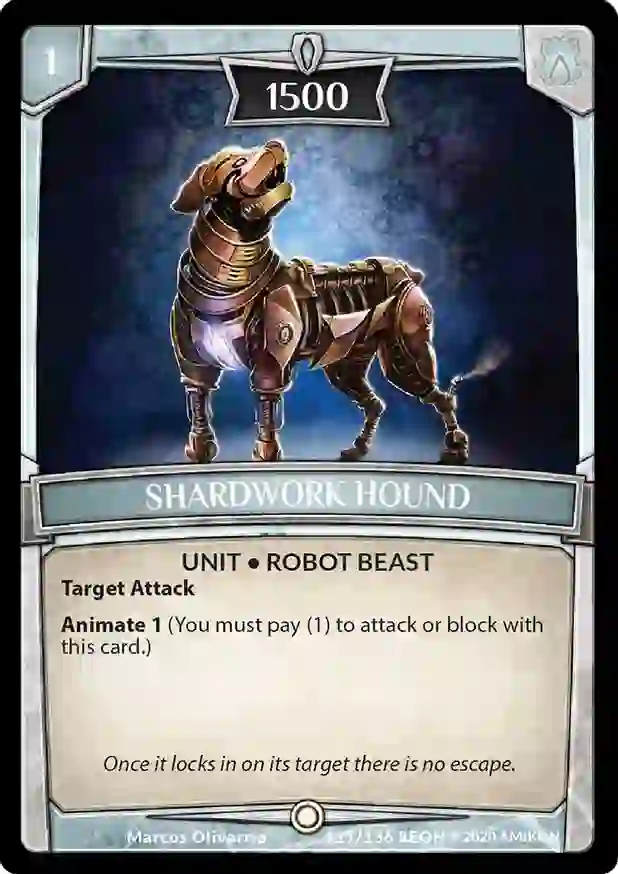 1
1500
SHARDWORK HOUND
UNIT • ROBOT BEAST
Target Attack
Animate 1 (You must pay (1) to attack or block with
this card.)
Once it locks in on its target there is no escape.
Marcos 2020